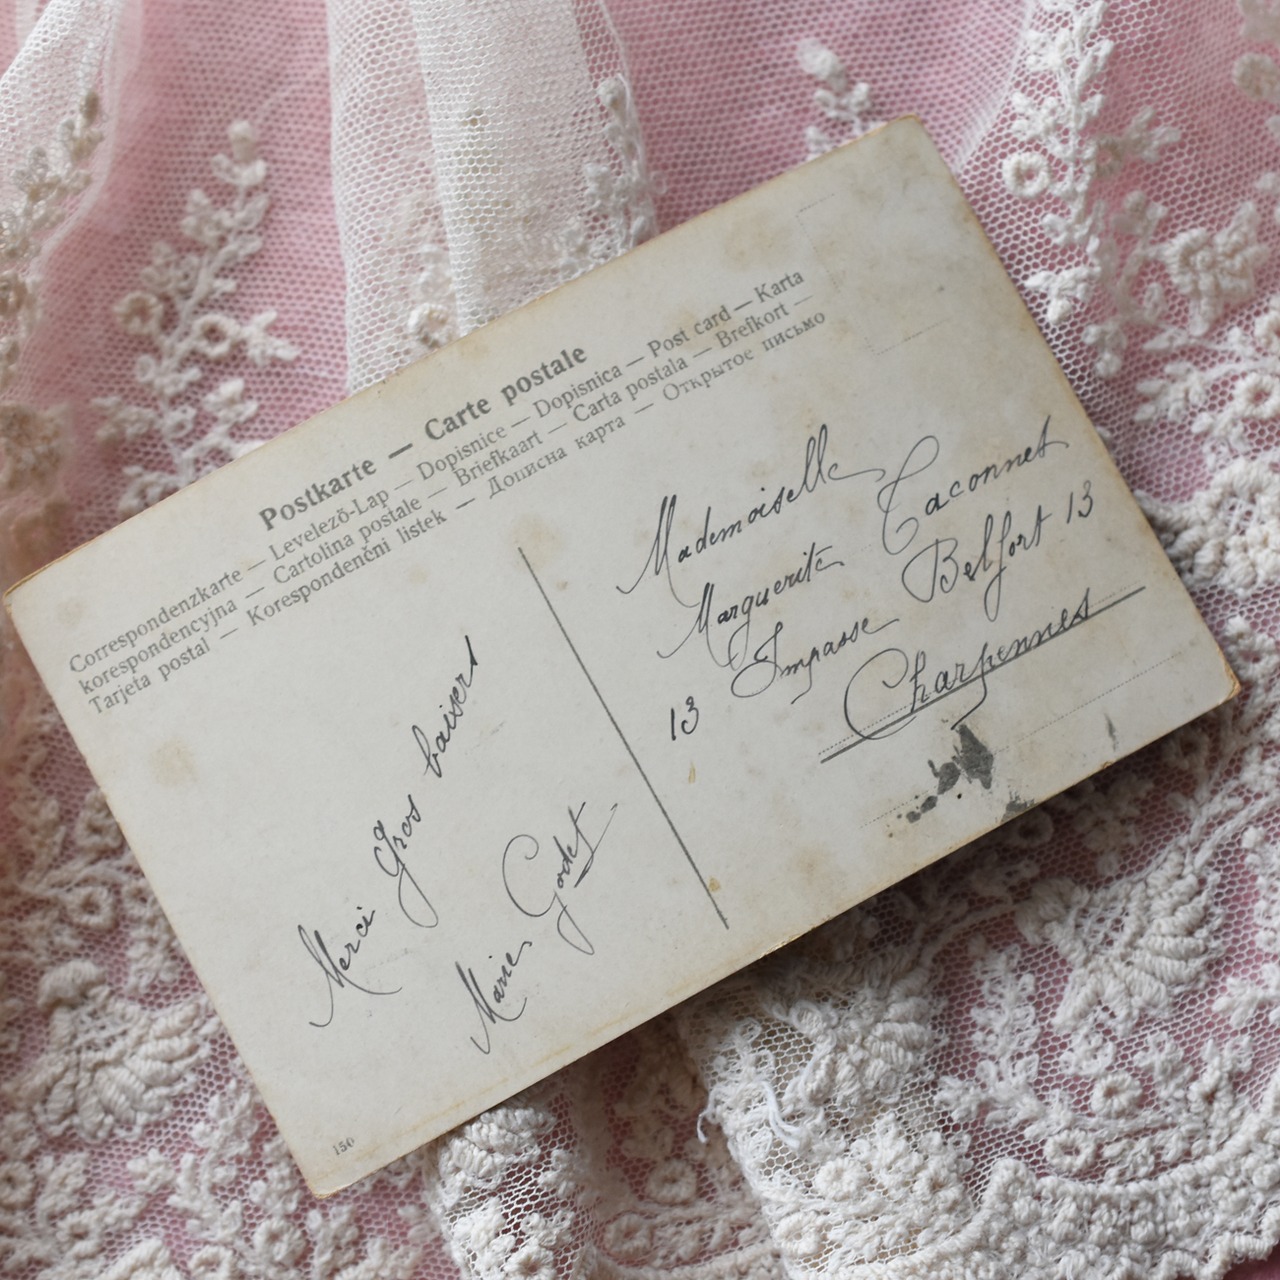 Postkarte — Carte postale
Correspondenzkarte — Levelező-Lap — Dopisnice — Dopisnica — Post card — Karta
korespondencyjna — Cartolina postale — Briefkaart — Carta postala — Brefkort —
Tarjeta postal — Korespondenční listek — Дописна карта — Открытое письмо
Merci Gros baisers
Marie Godet
Mademoiselle
Marguerite Taconnet
13 Impasse Belfort 13
Charpennes
150